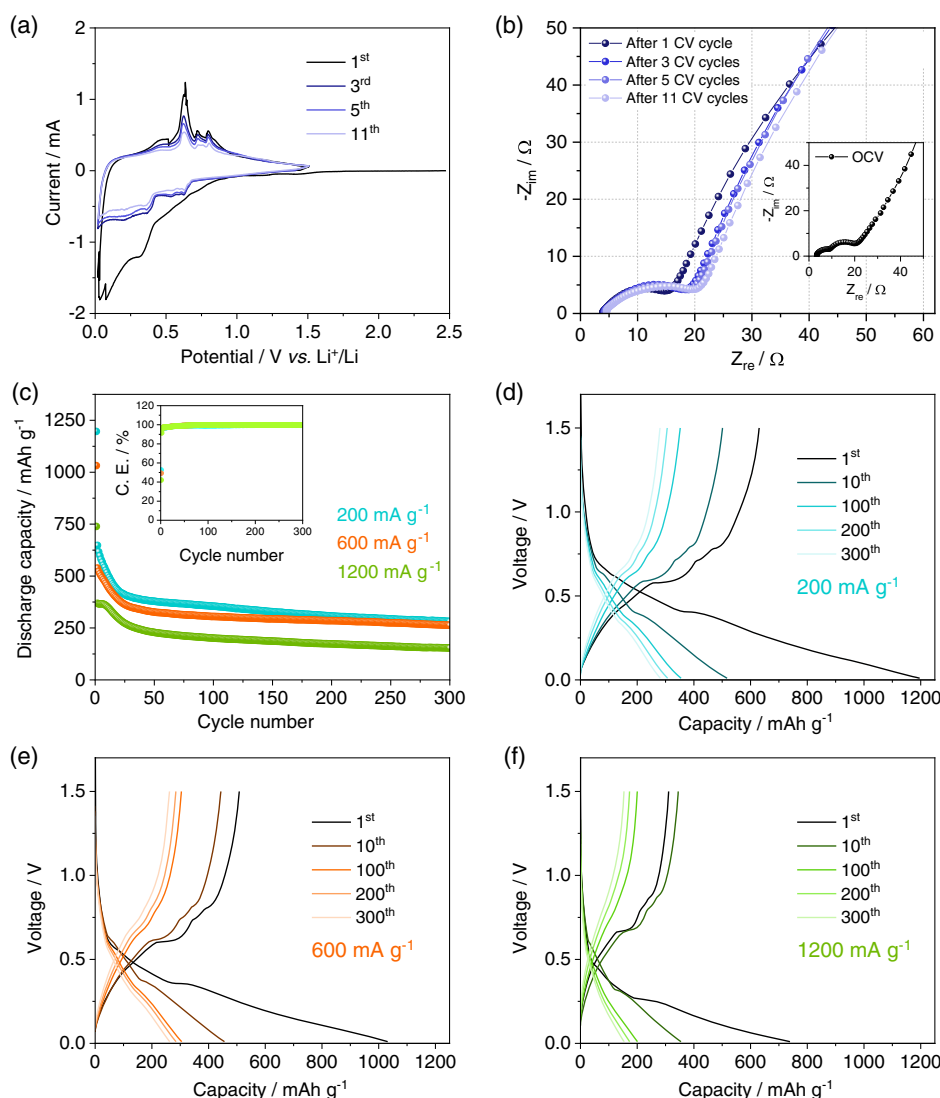 (a)
1st
3rd
5th
11th
Current / mA
2
1
0
-1
-2
0.0 0.5 1.0 1.5 2.0 2.5
Potential / V vs. Li+/Li
(b)
After 1 CV cycle
After 3 CV cycles
After 5 CV cycles
After 11 CV cycles
-Zim / Ω
50
40
30
20
10
0
0 10 20 30 40 50 60
Zre / Ω
OCV
-Zim / Ω
40
20
0
0 20 40
Zre / Ω
(c)
Discharge capacity / mAh g-1
1250
1000
750
500
250
0
0 50 100 150 200 250 300
Cycle number
C. E. / %
120
100
80
60
40
20
0
0 100 200 300
Cycle number
200 mA g-1
600 mA g-1
1200 mA g-1
(d)
Voltage / V
1.5
1.0
0.5
0.0
0 200 400 600 800 1000 1200
Capacity / mAh g-1
1st
10th
100th
200th
300th
200 mA g-1
(e)
Voltage / V
1.5
1.0
0.5
0.0
0 200 400 600 800 1000 1200
Capacity / mAh g-1
1st
10th
100th
200th
300th
600 mA g-1
(f)
Voltage / V
1.5
1.0
0.5
0.0
0 200 400 600 800 1000 1200
Capacity / mAh g-1
1st
10th
100th
200th
300th
1200 mA g-1